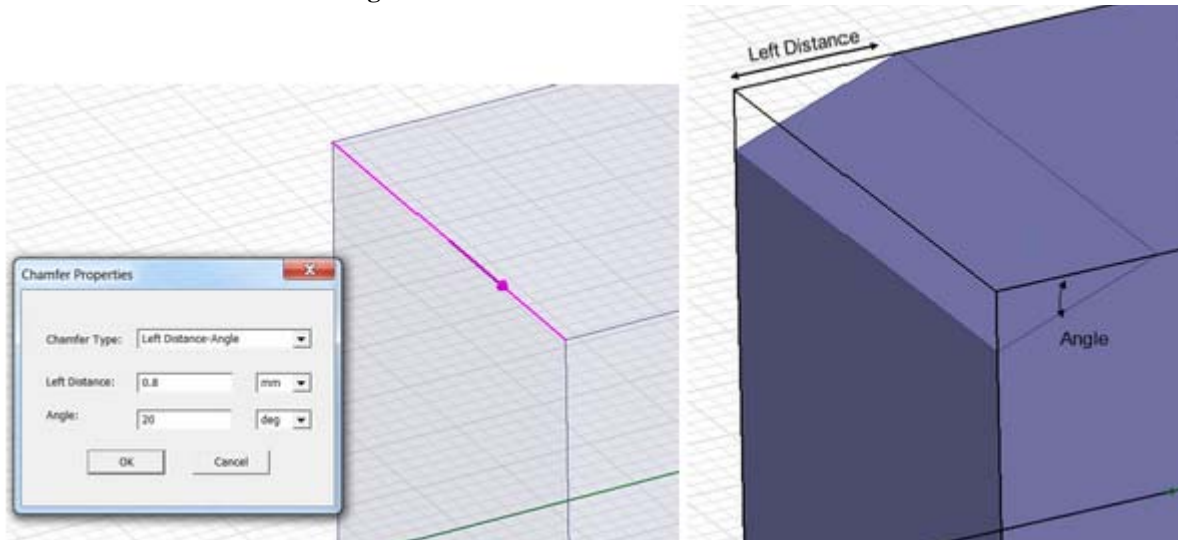 Left Distance
Chamfer Properties
Chamfer Type: Left Distance-Angle
Left Distance: 0.8 mm
Angle: 20 deg
OK Cancel
Angle